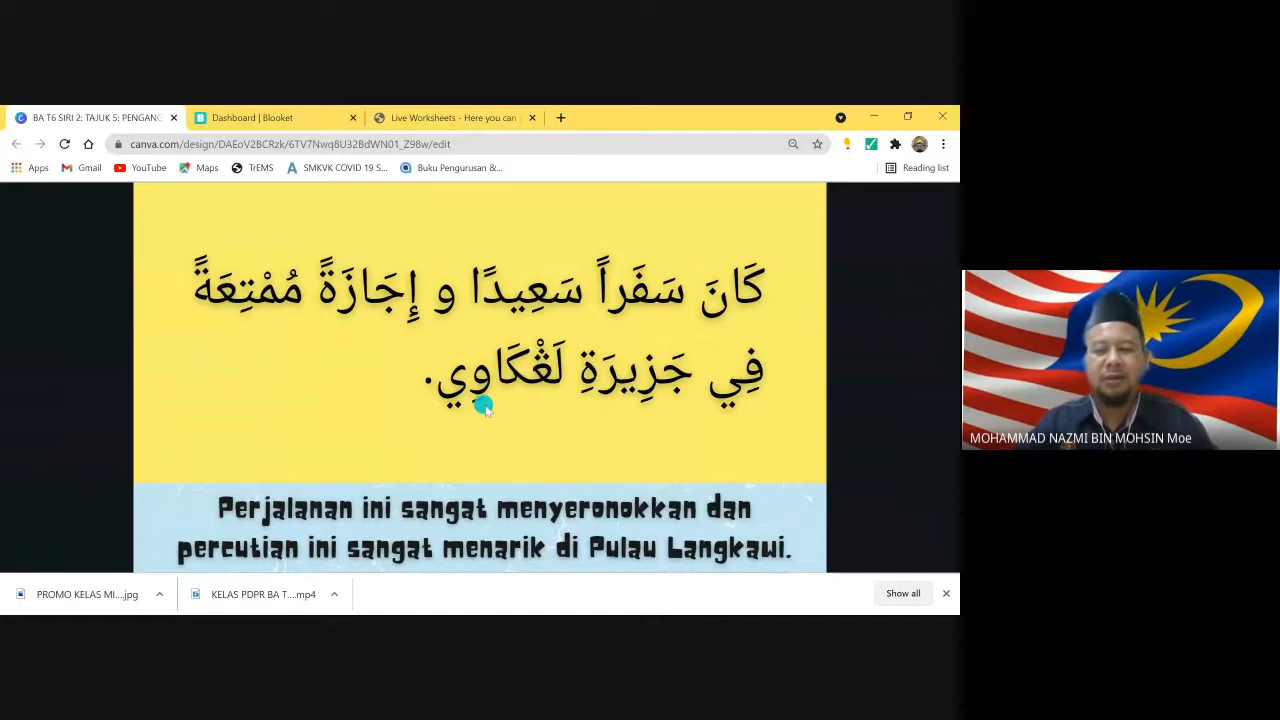 BA T6 SIRI 2: TAJUK 5: PENGANG
Dashboard | Blooket
Live Worksheets - Here you can
canva.com/design/DAEoV2BCRzk/6TV7Nwq8U32BdWN01_Z98w/edit
Apps Gmail YouTube Maps TrEMS SMKVK COVID 19 S... Buku Pengurusan &... Reading list
كَانَ سَفَراً سَعِيدًا و إِجَازَةً مُمْتِعَةً
فِي جَزِيرَةِ لَڠْكَاوِي.
Perjalanan ini sangat menyeronokkan dan
percutian ini sangat menarik di Pulau Langkawi.
MOHAMMAD NAZMI BIN MOHSIN Moe
PROMO KELAS MI....jpg KELAS PDPR BA T....mp4 Show all